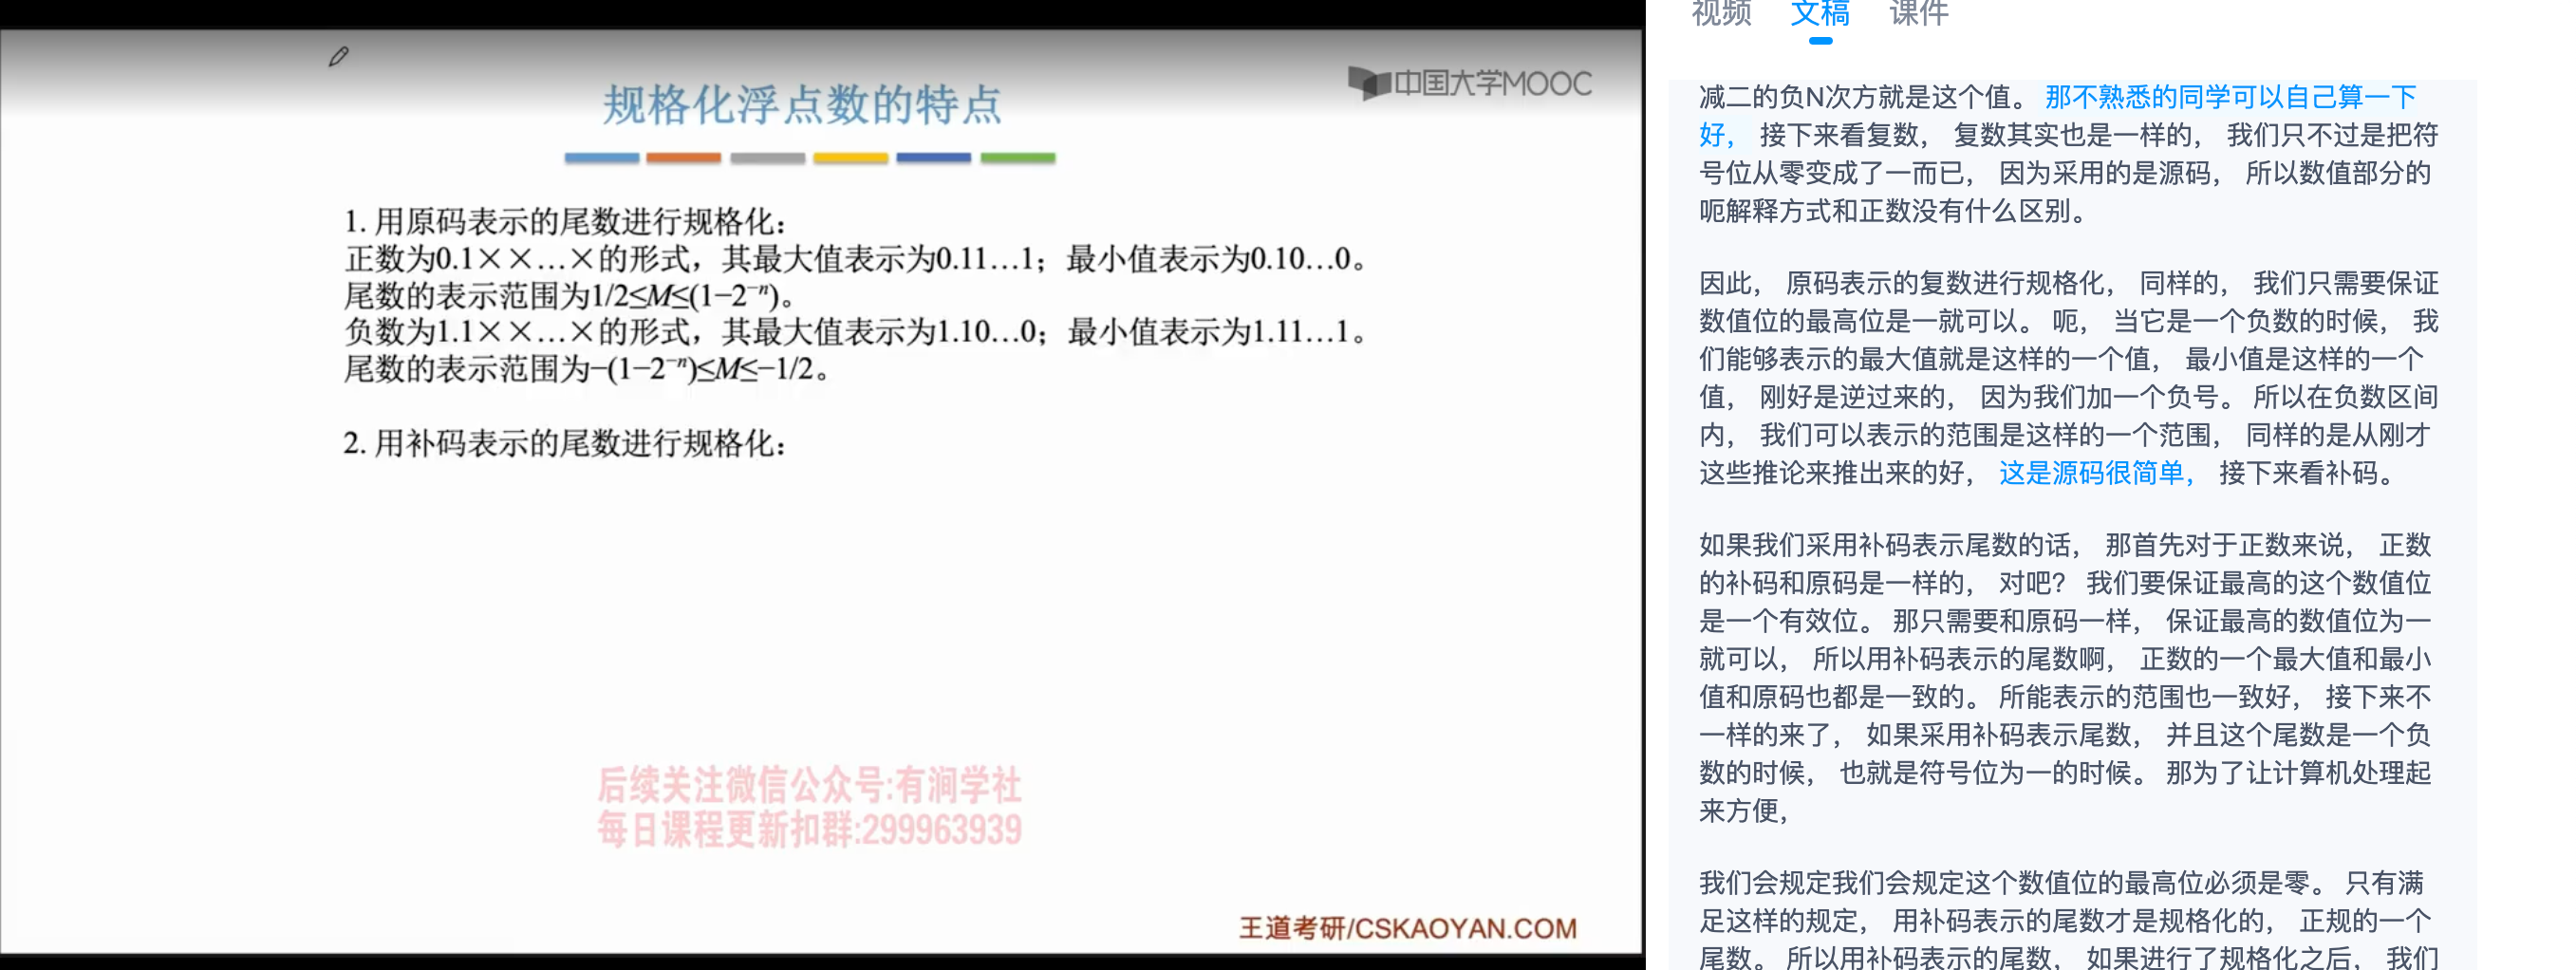 中国大学MOOC
规格化浮点数的特点
1. 用原码表示的尾数进行规格化：
正数为0.1××…×的形式，其最大值表示为0.11…1；最小值表示为0.10…0。
尾数的表示范围为1/2≤M≤(1−2⁻ⁿ)。
负数为1.1××…×的形式，其最大值表示为1.10…0；最小值表示为1.11…1。
尾数的表示范围为−(1−2⁻ⁿ)≤M≤−1/2。
2. 用补码表示的尾数进行规格化：
后续关注微信公众号:有涧学社
每日课程更新扣群:299963939
王道考研/CSKAOYAN.COM
视频 文稿 课件
减二的负N次方就是这个值。 那不熟悉的同学可以自己算一下
好， 接下来看复数， 复数其实也是一样的， 我们只不过是把符
号位从零变成了一而已， 因为采用的是源码， 所以数值部分的
呃解释方式和正数没有什么区别。
因此， 原码表示的复数进行规格化， 同样的， 我们只需要保证
数值位的最高位是一就可以。 呃， 当它是一个负数的时候， 我
们能够表示的最大值就是这样的一个值， 最小值是这样的一个
值， 刚好是逆过来的， 因为我们加一个负号。 所以在负数区间
内， 我们可以表示的范围是这样的一个范围， 同样的是从刚才
这些推论来推出来的好， 这是源码很简单， 接下来看补码。
如果我们采用补码表示尾数的话， 那首先对于正数来说， 正数
的补码和原码是一样的， 对吧？ 我们要保证最高的这个数值位
是一个有效位。 那只需要和原码一样， 保证最高的数值位为一
就可以， 所以用补码表示的尾数啊， 正数的一个最大值和最小
值和原码也都是一致的。 所能表示的范围也一致好， 接下来不
一样的来了， 如果采用补码表示尾数， 并且这个尾数是一个负
数的时候， 也就是符号位为一的时候。 那为了让计算机处理起
来方便，
我们会规定我们会规定这个数值位的最高位必须是零。 只有满
足这样的规定， 用补码表示的尾数才是规格化的， 正规的一个
尾数。 所以用补码表示的尾数， 如果进行了规格化之后， 我们